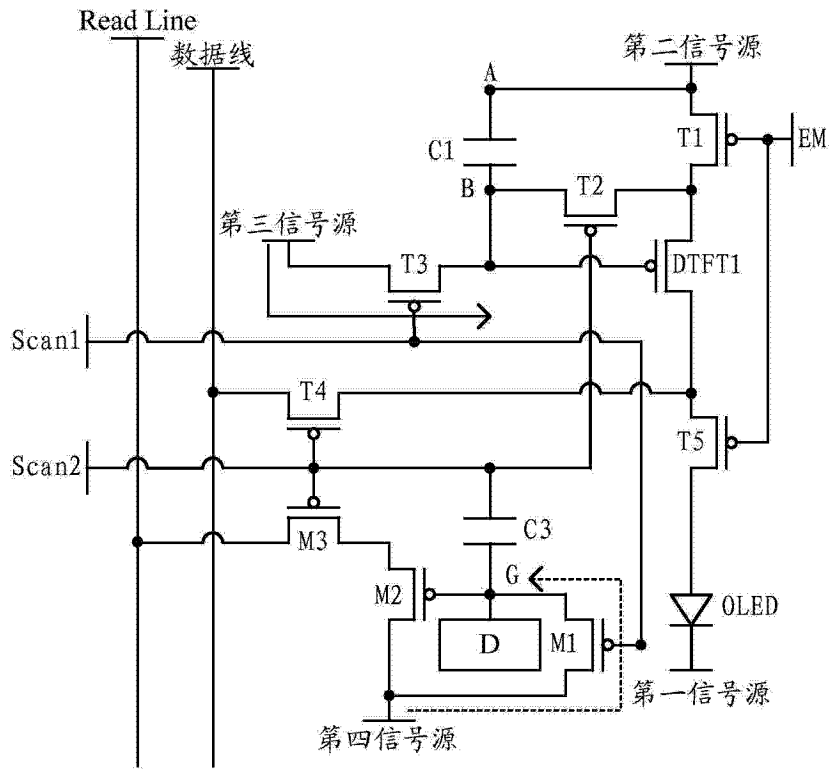 Read Line
数据线
第二信号源
A
C1
T1
EM
B
T2
第三信号源
T3
DTFT1
Scan1
T4
T5
Scan2
C3
M3
G
M2
OLED
D
M1
第一信号源
第四信号源